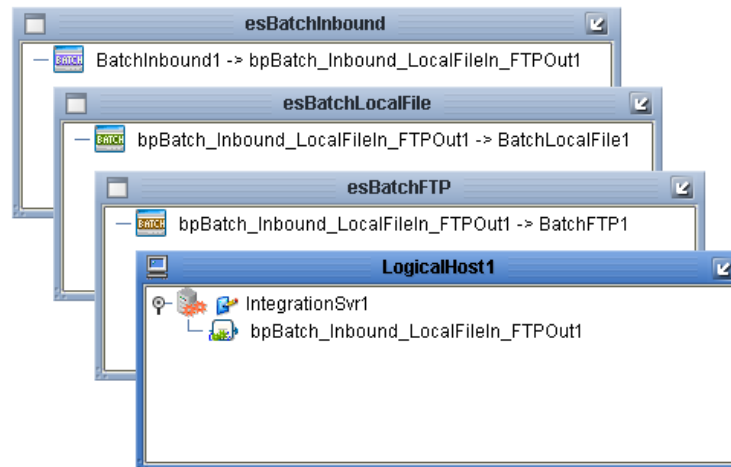 esBatchInbound
BATCH BatchInbound1 -> bpBatch_Inbound_LocalFileIn_FTPOut1
esBatchLocalFile
BATCH bpBatch_Inbound_LocalFileIn_FTPOut1 -> BatchLocalFile1
esBatchFTP
BATCH bpBatch_Inbound_LocalFileIn_FTPOut1 -> BatchFTP1
LogicalHost1
IntegrationSvr1
bpBatch_Inbound_LocalFileIn_FTPOut1